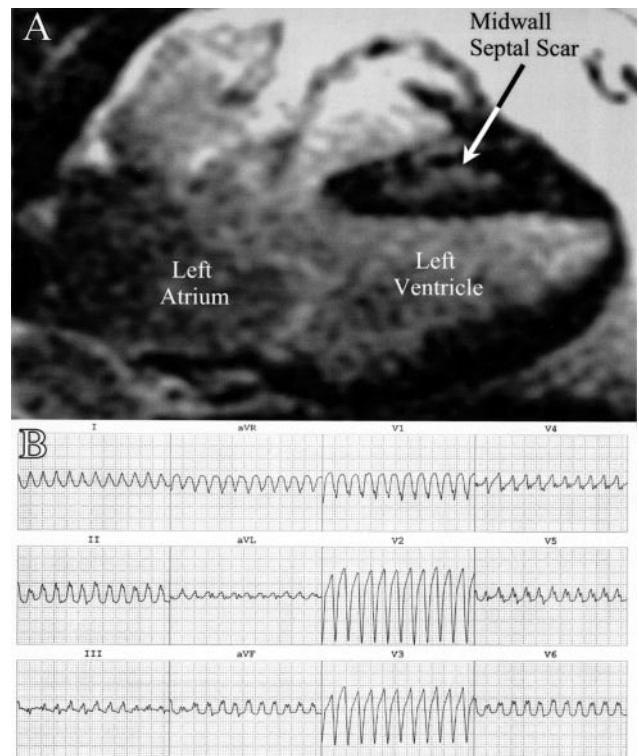 A
Midwall
Septal Scar
Left
Atrium
Left
Ventricle
B
I aVR V1 V4
II aVL V2 V5
III aVF V3 V6